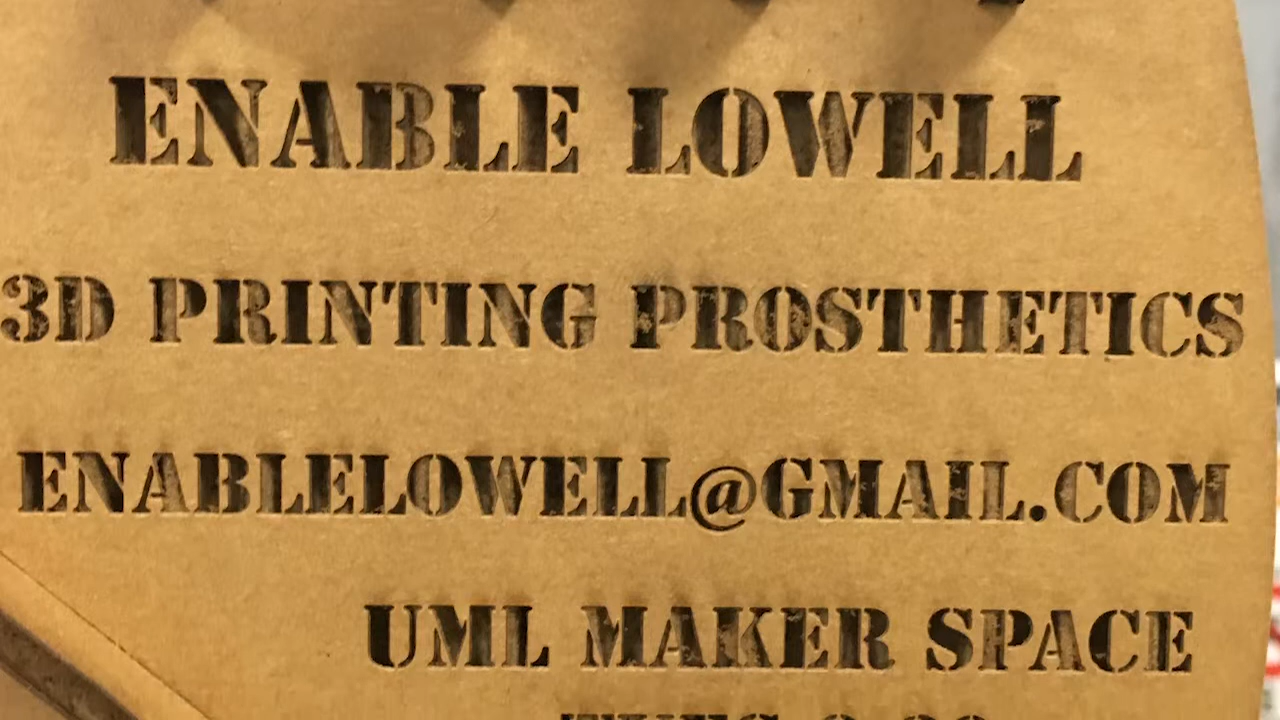 ENABLE LOWELL
3D PRINTING PROSTHETICS
ENABLELOWELL@GMAIL.COM
UML MAKER SPACE